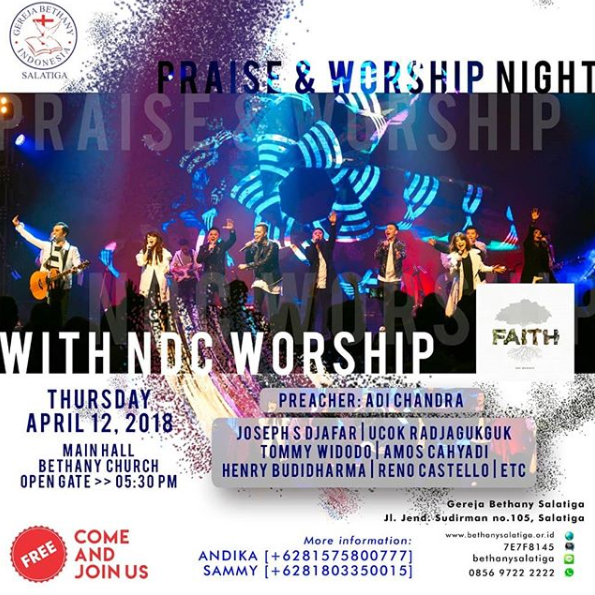 GEREJA BETHANY
INDONESIA
SALATIGA
PRAISE & WORSHIP NIGHT
PRAISE & WORSHIP
NDC WORSHIP
WITH NDC WORSHIP
FAITH
THURSDAY
APRIL 12, 2018
MAIN HALL
BETHANY CHURCH
OPEN GATE >> 05:30 PM
PREACHER: ADI CHANDRA
JOSEPH S DJAFAR | UCOK RADJAGUKGUK
TOMMY WIDODO | AMOS CAHYADI
HENRY BUDIDHARMA | RENO CASTELLO | ETC
Gereja Bethany Salatiga
Jl. Jend. Sudirman no.105, Salatiga
www.bethanysalatiga.or.id
7E7F8145
bethanysalatiga
0856 9722 2222
FREE
COME
AND
JOIN US
More information:
ANDIKA [+6281575800777]
SAMMY [+6281803350015]